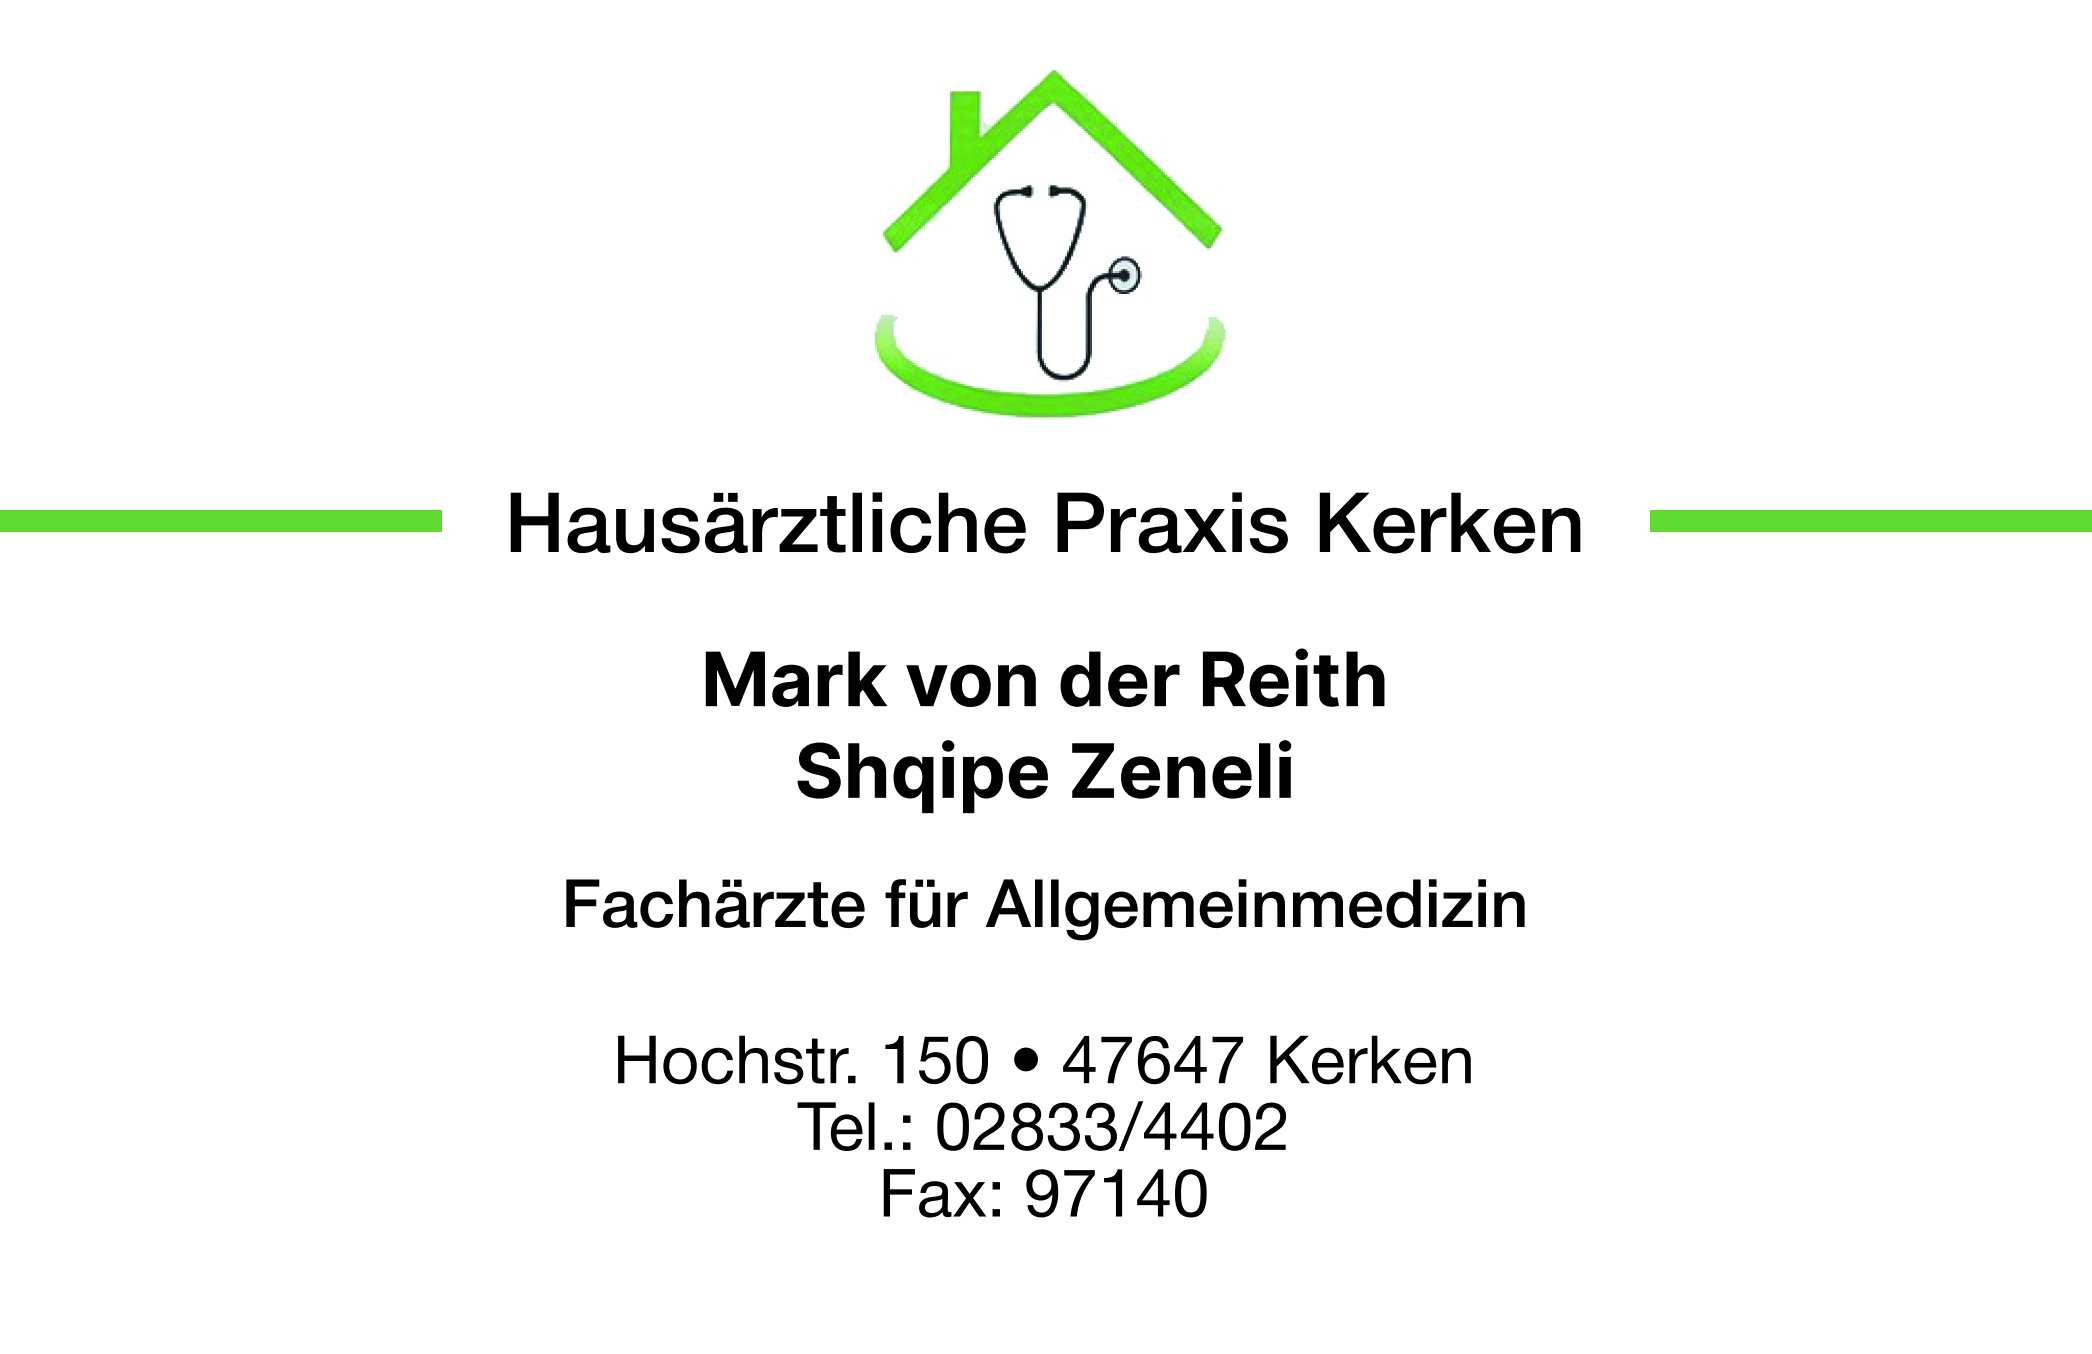 Hausärztliche Praxis Kerken
Mark von der Reith
Shqipe Zeneli
Fachärzte für Allgemeinmedizin
Hochstr. 150 • 47647 Kerken
Tel.: 02833/4402
Fax: 97140